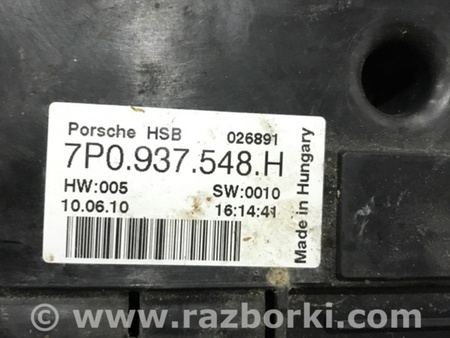 Porsche HSB 026891
7P0.937.548.H
HW:005 SW:0010
10.06.10 16:14:41
Made in Hungary
© www.razborki.com